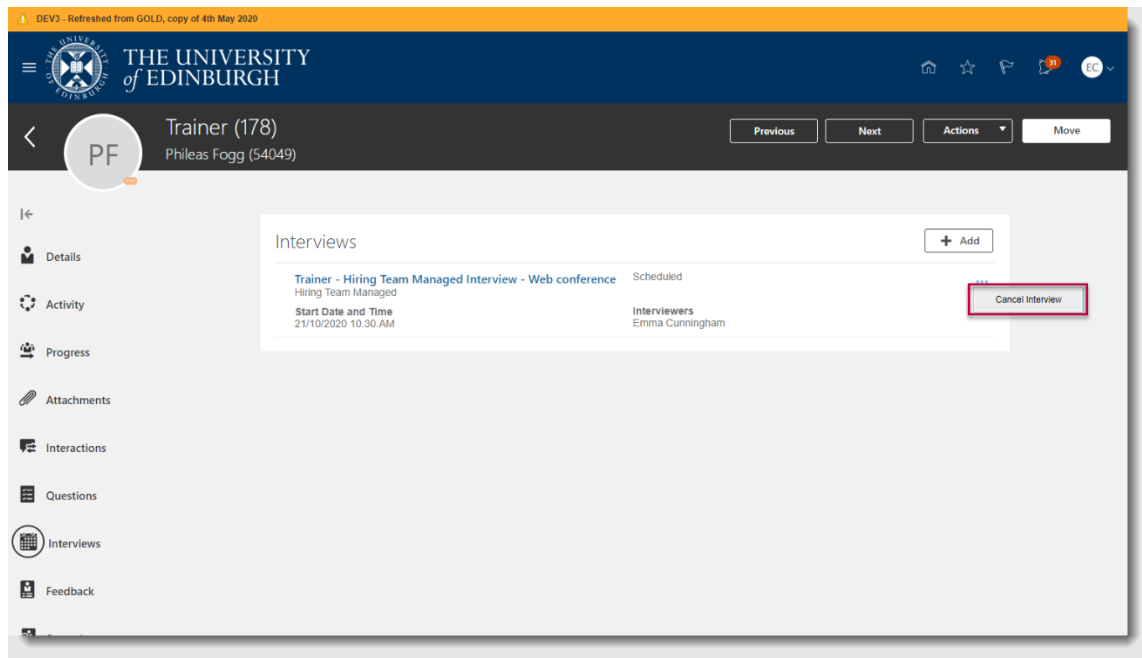 DEV3 - Refreshed from GOLD, copy of 4th May 2020
THE UNIVERSITY
of EDINBURGH
31
EC
PF
Trainer (178)
Phileas Fogg (54049)
Previous
Next
Actions
Move
Details
Activity
Progress
Attachments
Interactions
Questions
Interviews
Feedback
Interviews
+ Add
Trainer - Hiring Team Managed Interview - Web conference
Hiring Team Managed
Scheduled
Start Date and Time
21/10/2020 10.30.AM
Interviewers
Emma Cunningham
Cancel Interview